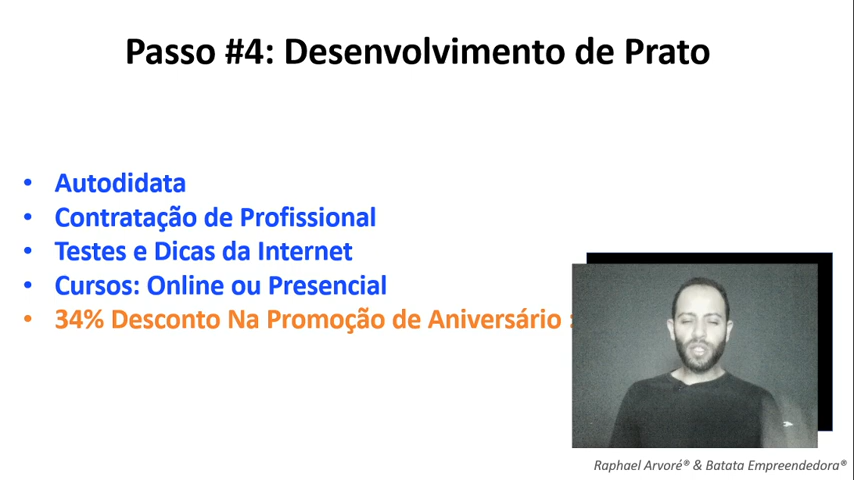 Passo #4: Desenvolvimento de Prato
• Autodidata
• Contratação de Profissional
• Testes e Dicas da Internet
• Cursos: Online ou Presencial
• 34% Desconto Na Promoção de Aniversário :
Raphael Arvoré® & Batata Empreendedora®